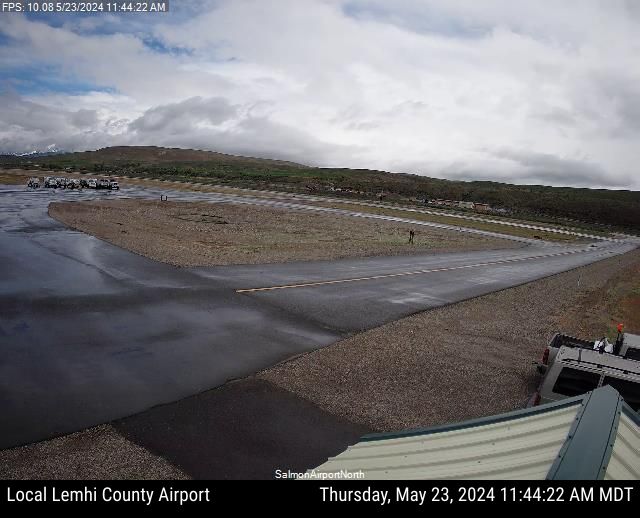 FPS: 10.08 5/23/2024 11:44:22 AM
SalmonAirportNorth
Local Lemhi County Airport
Thursday, May 23, 2024 11:44:22 AM MDT